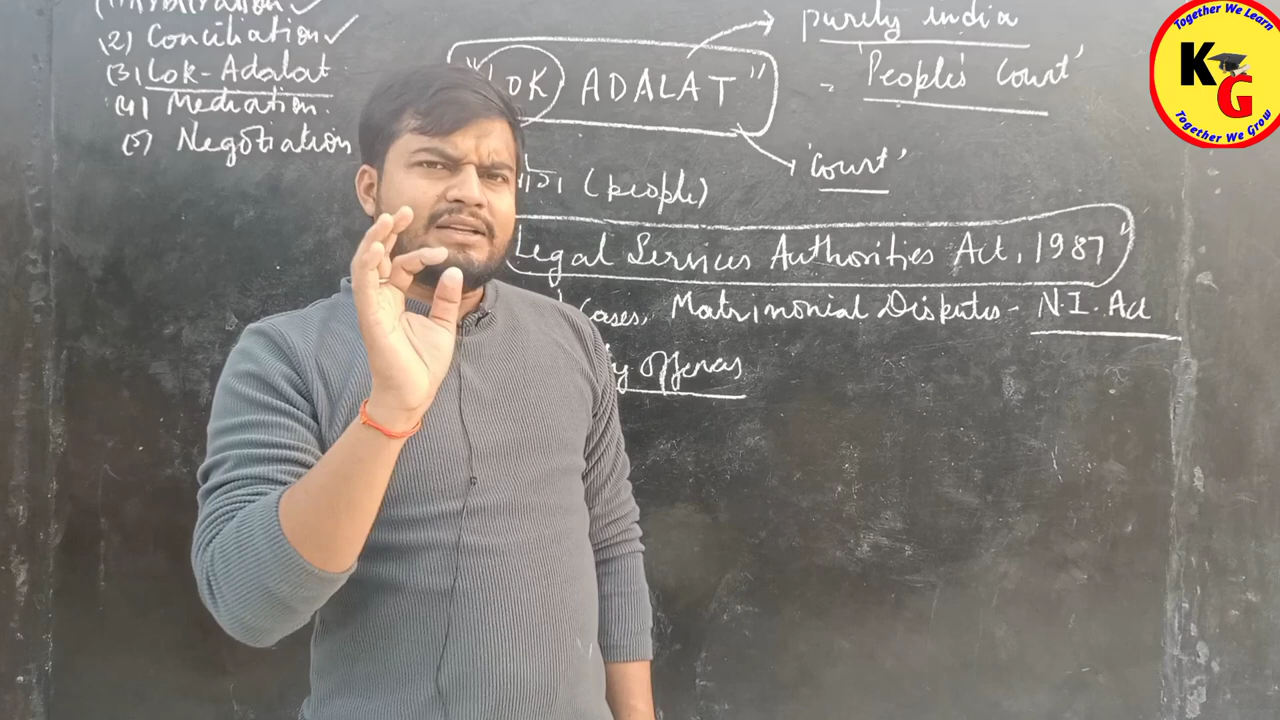 (2) Conciliation ✓
(3) Lok-Adalat
(4) Mediation
(5) Negotiation
"LOK ADALAT"
purely india
- 'People's Court'
'Court'
(people)
Legal Services Authorities Act, 1987"
Cases, Matrimonial Disputes - N.I. Act
Together We Learn
KG
Together We Grow